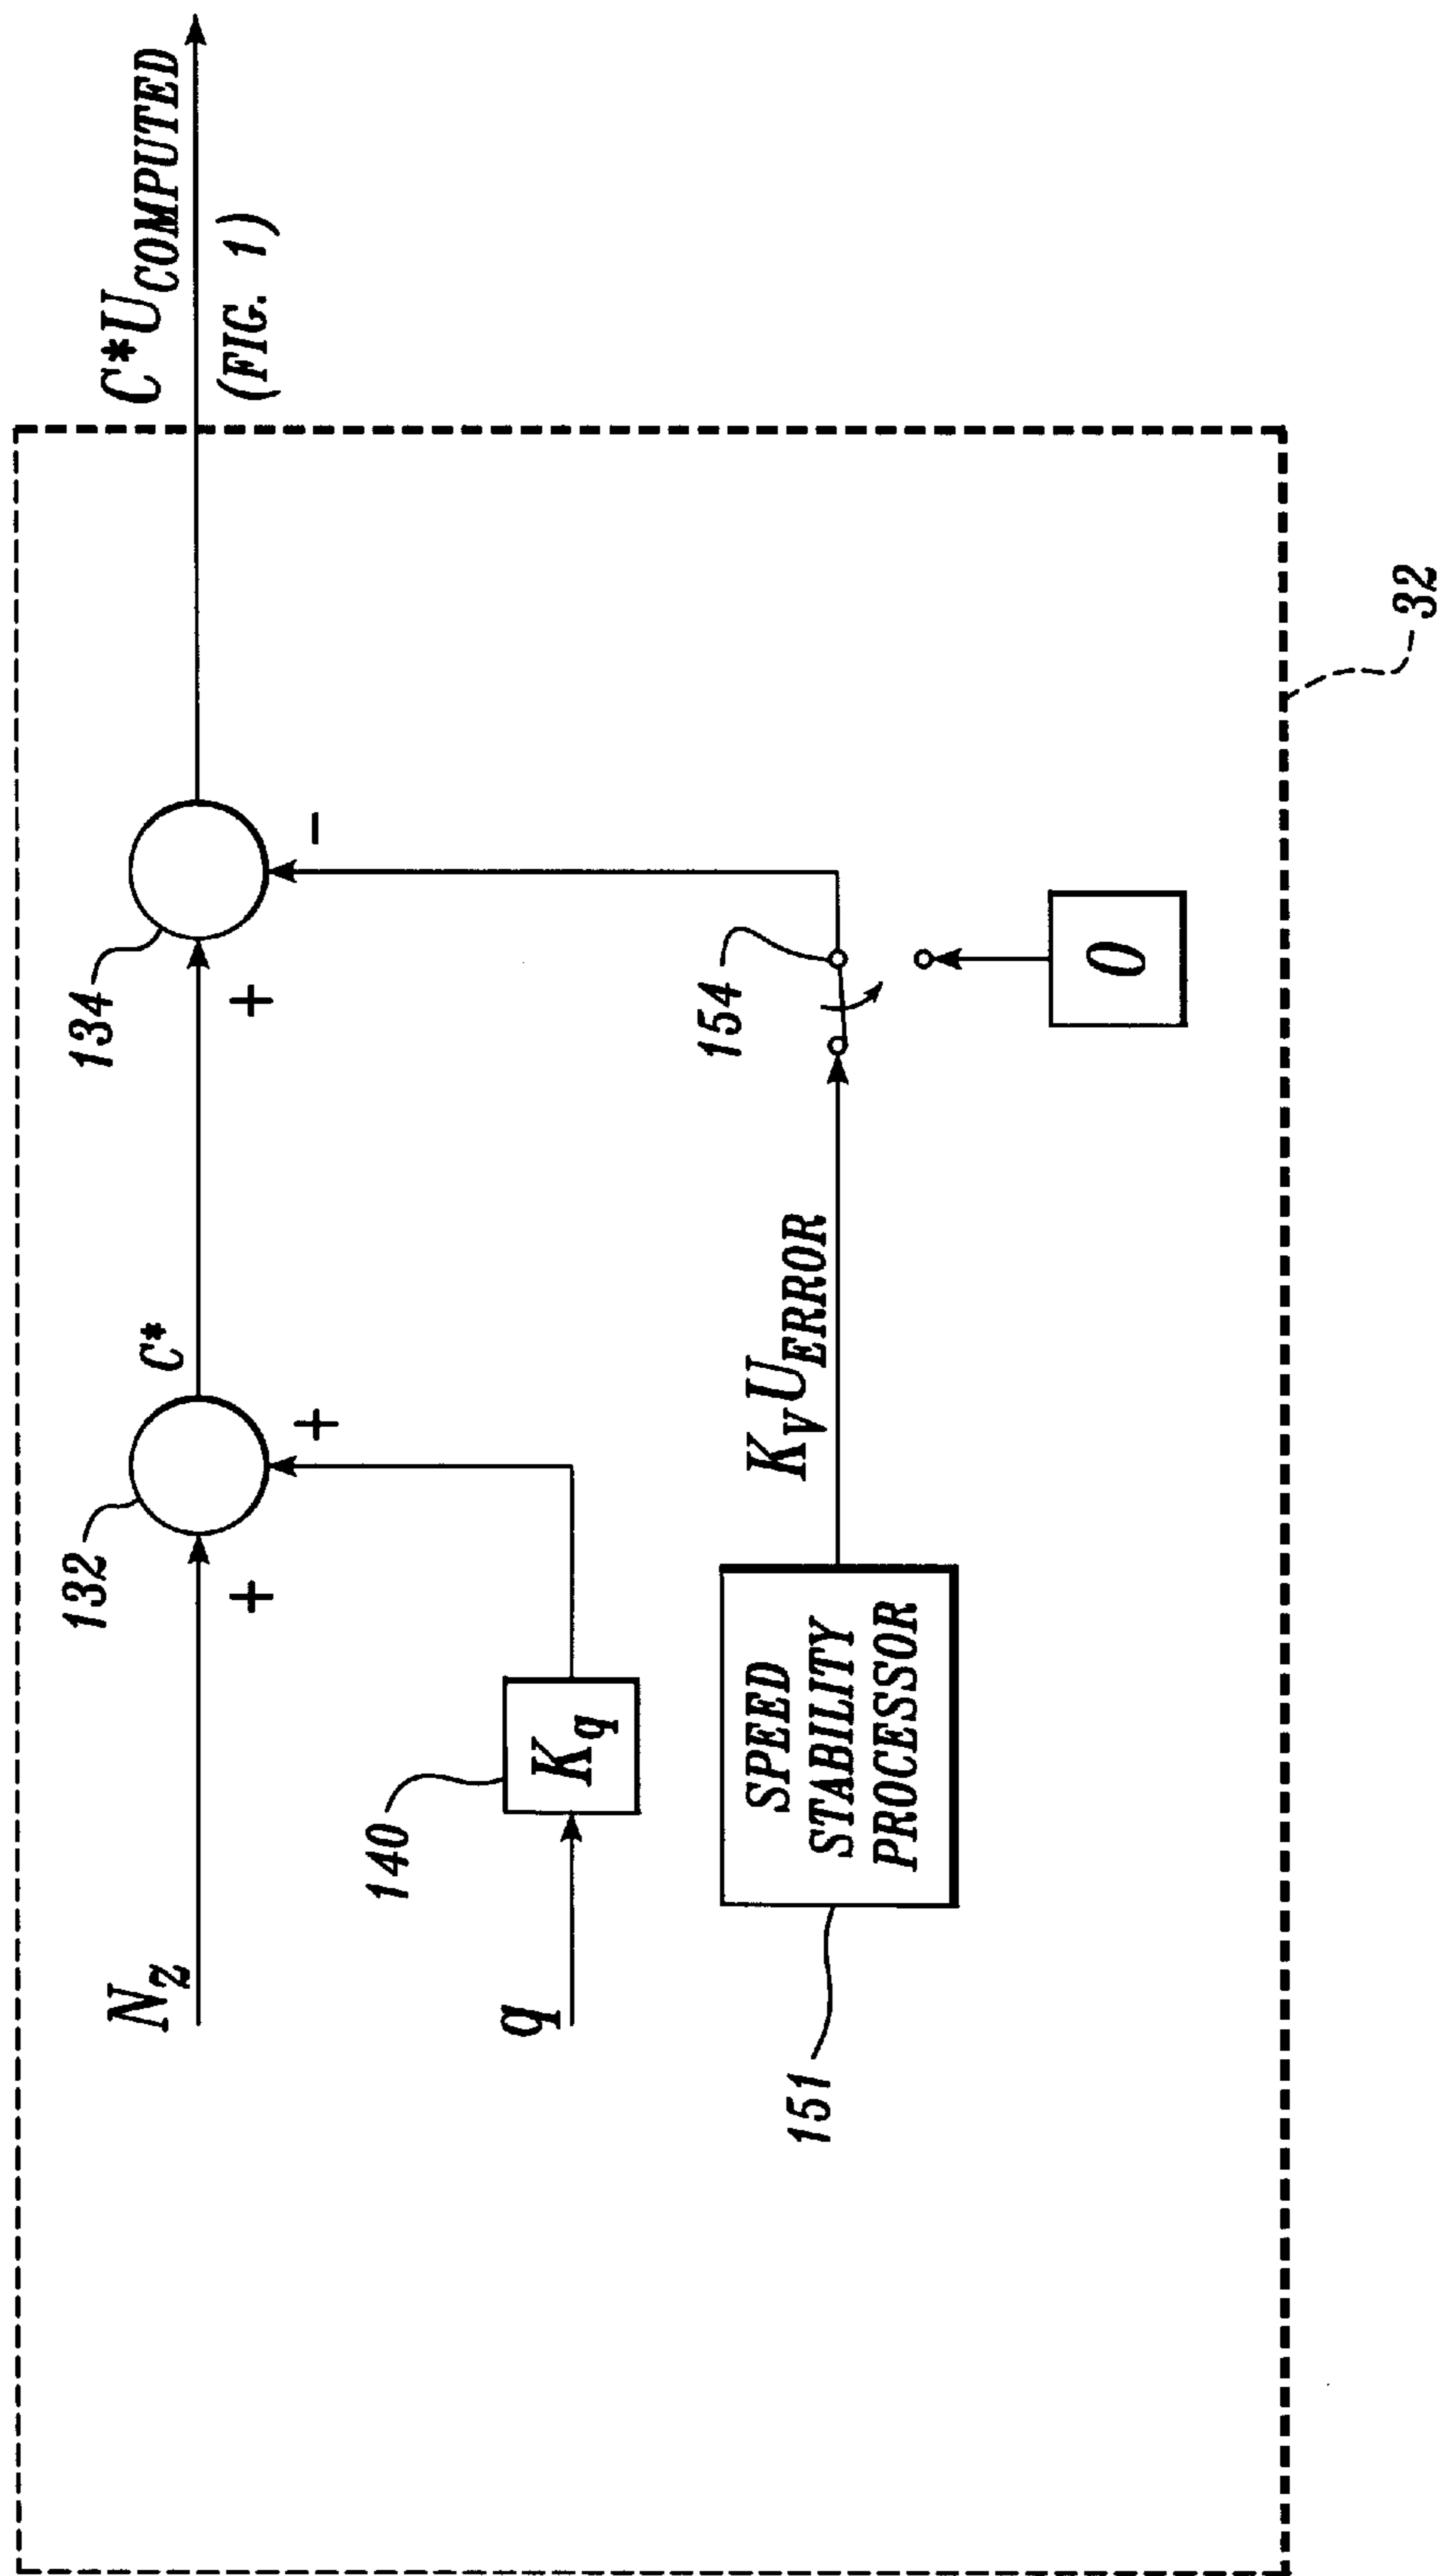 C*U_COMPUTED
(FIG. 1)
134
+
-
C*
132
+
+
N_Z
140
K_q
q
154
K_V U_ERROR
SPEED
STABILITY
PROCESSOR
151
0
32